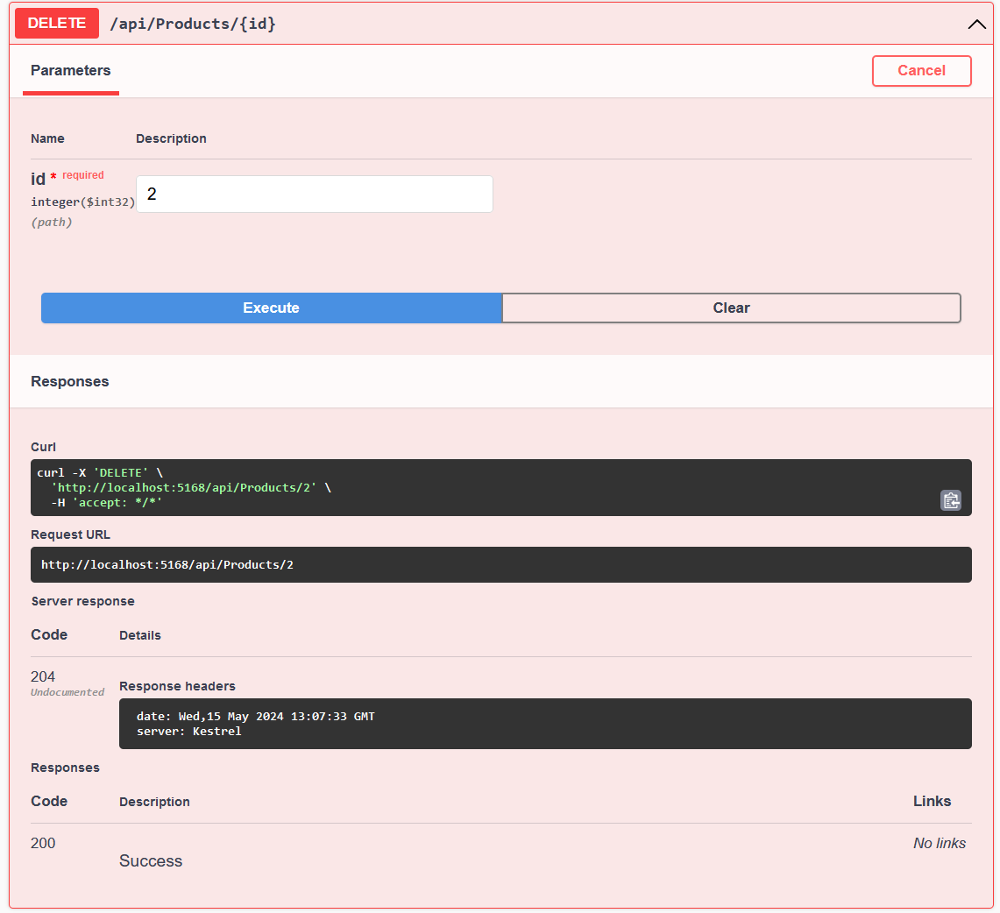 DELETE /api/Products/{id}
Parameters
Cancel
Name Description
id * required
integer($int32)
(path)
2
Execute Clear
Responses
Curl
curl -X 'DELETE' \
  'http://localhost:5168/api/Products/2' \
  -H 'accept: */*'
Request URL
http://localhost:5168/api/Products/2
Server response
Code Details
204
Undocumented
Response headers
date: Wed,15 May 2024 13:07:33 GMT
server: Kestrel
Responses
Code Description Links
200
Success
No links